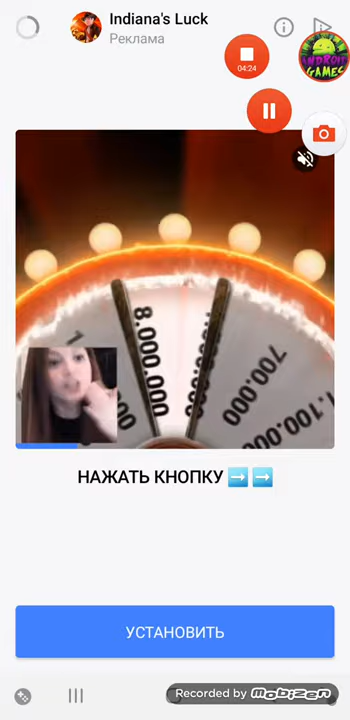 Indiana's Luck
Реклама
04:24
ANDROIT
GAMES
8.000.000
700.000
1.100.000
НАЖАТЬ КНОПКУ ➡️➡️
УСТАНОВИТЬ
Recorded by Mobizen